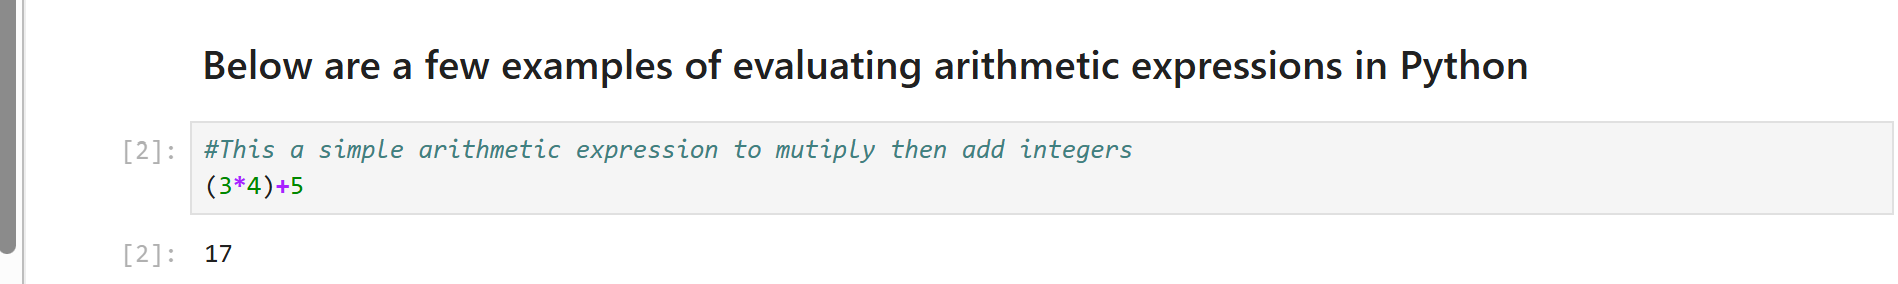 Below are a few examples of evaluating arithmetic expressions in Python
[2]: #This a simple arithmetic expression to mutiply then add integers
(3*4)+5
[2]: 17